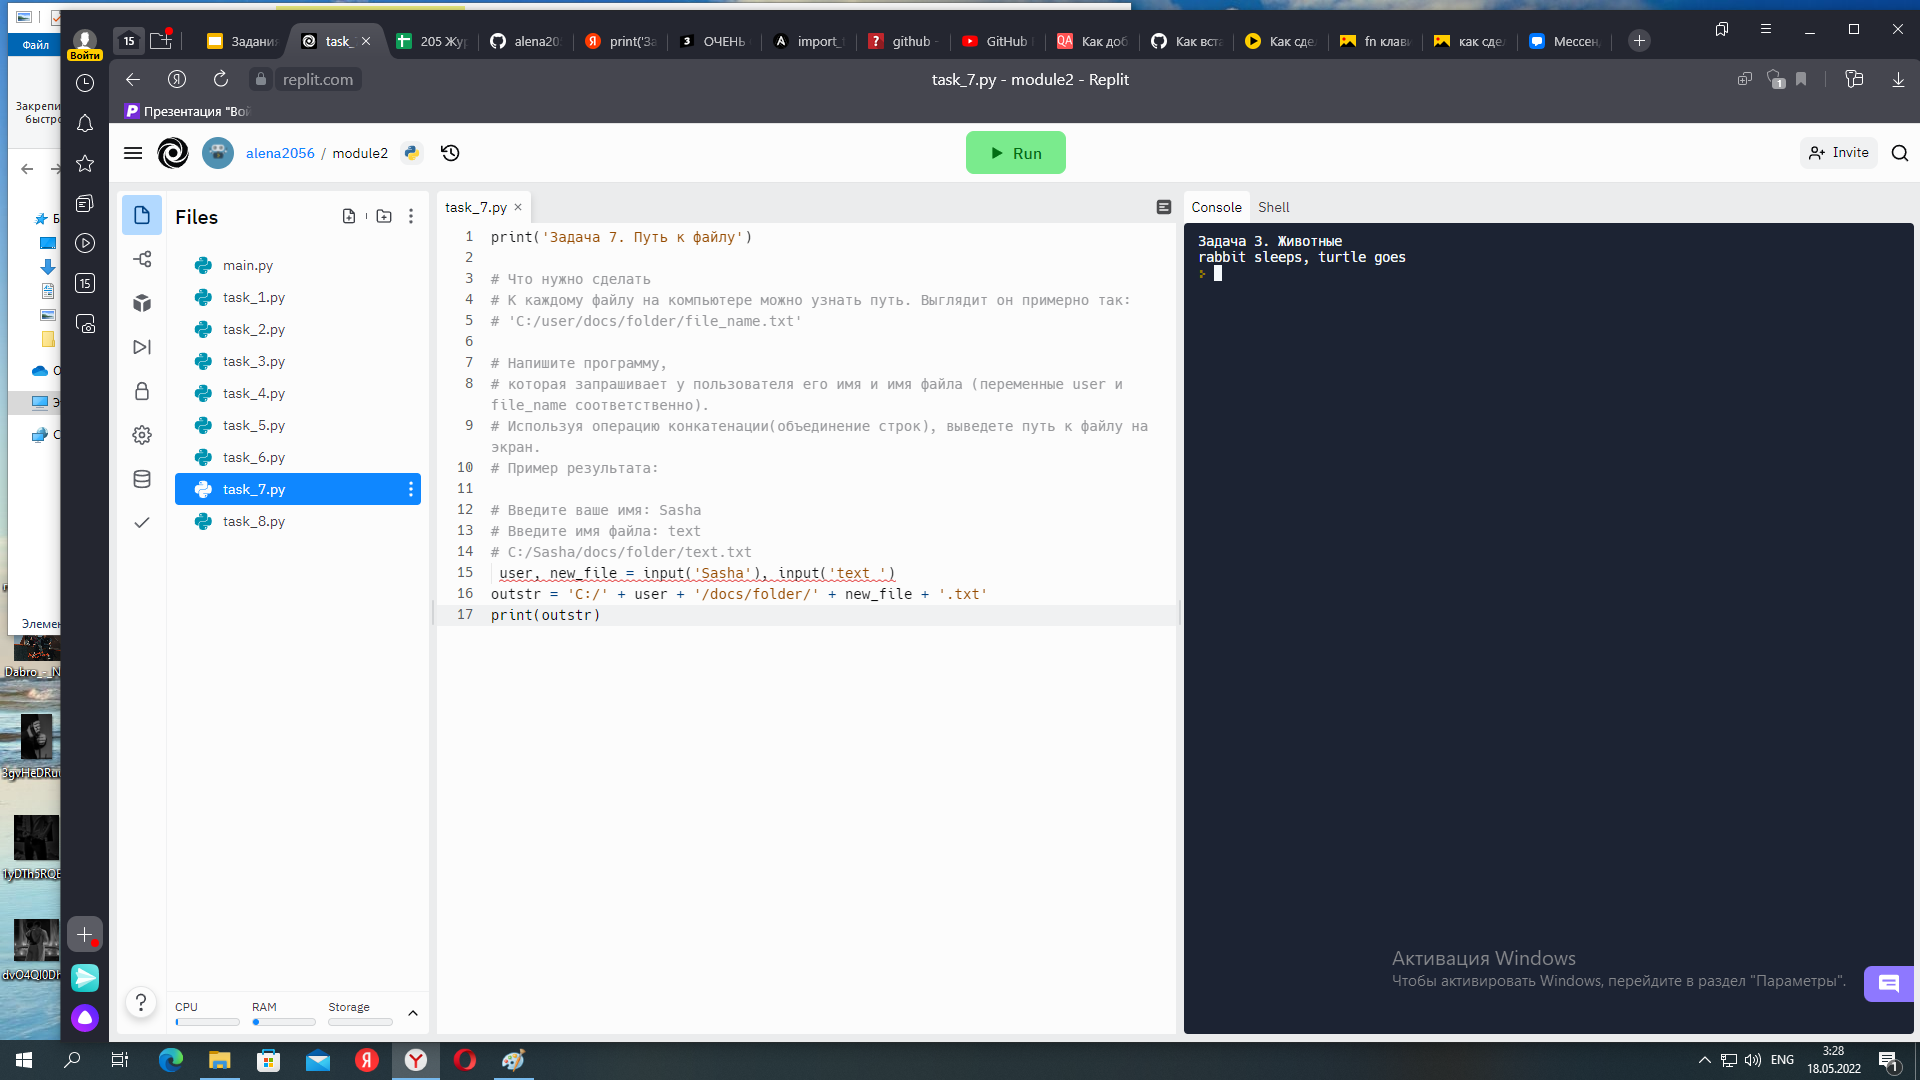 Файл
Войти
15
Задани
task_
205 Жур
alena20
print('За
ОЧЕНЬ
import_
github -
GitHub
Как доб
Как вста
Как сде
fn клави
как сде
Мессен
replit.com
task_7.py - module2 - Replit
1
Закрепи
быстр
Презентация "Вой
alena2056 / module2
Run
Invite
Files
task_7.py
Console
Shell
main.py
task_1.py
task_2.py
task_3.py
task_4.py
task_5.py
task_6.py
task_7.py
task_8.py
15
1 print('Задача 7. Путь к файлу')
2
3 # Что нужно сделать
4 # К каждому файлу на компьютере можно узнать путь. Выглядит он примерно так:
5 # 'C:/user/docs/folder/file_name.txt'
6
7 # Напишите программу,
8 # которая запрашивает у пользователя его имя и имя файла (переменные user и
file_name соответственно).
9 # Используя операцию конкатенации(объединение строк), выведете путь к файлу на
экран.
10 # Пример результата:
11
12 # Введите ваше имя: Sasha
13 # Введите имя файла: text
14 # C:/Sasha/docs/folder/text.txt
15 user, new_file = input('Sasha'), input('text ')
16 outstr = 'C:/' + user + '/docs/folder/' + new_file + '.txt'
17 print(outstr)
Задача 3. Животные
rabbit sleeps, turtle goes
Элемен
Dabro_-_N
3gvHeDRu
1yDTh5RQE
dvO4QI0Dh
?
CPU
RAM
Storage
Активация Windows
Чтобы активировать Windows, перейдите в раздел "Параметры".
ENG
3:28
18.05.2022
1